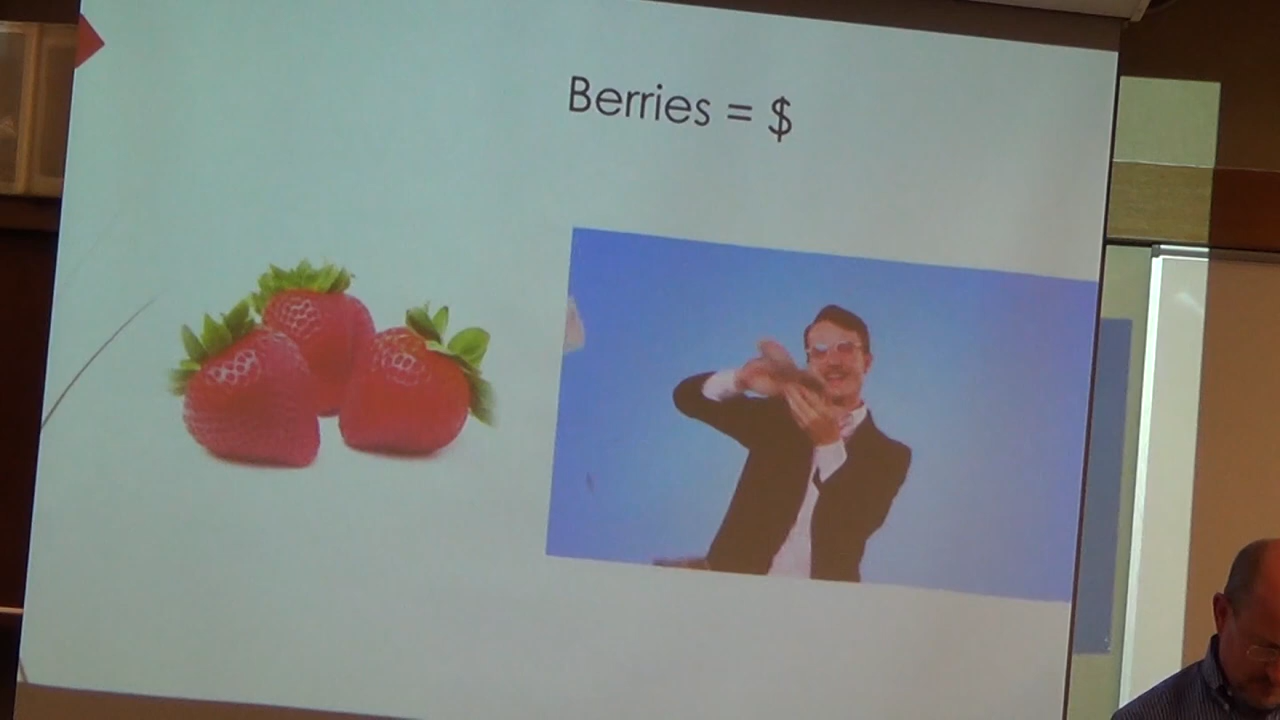 Berries = $